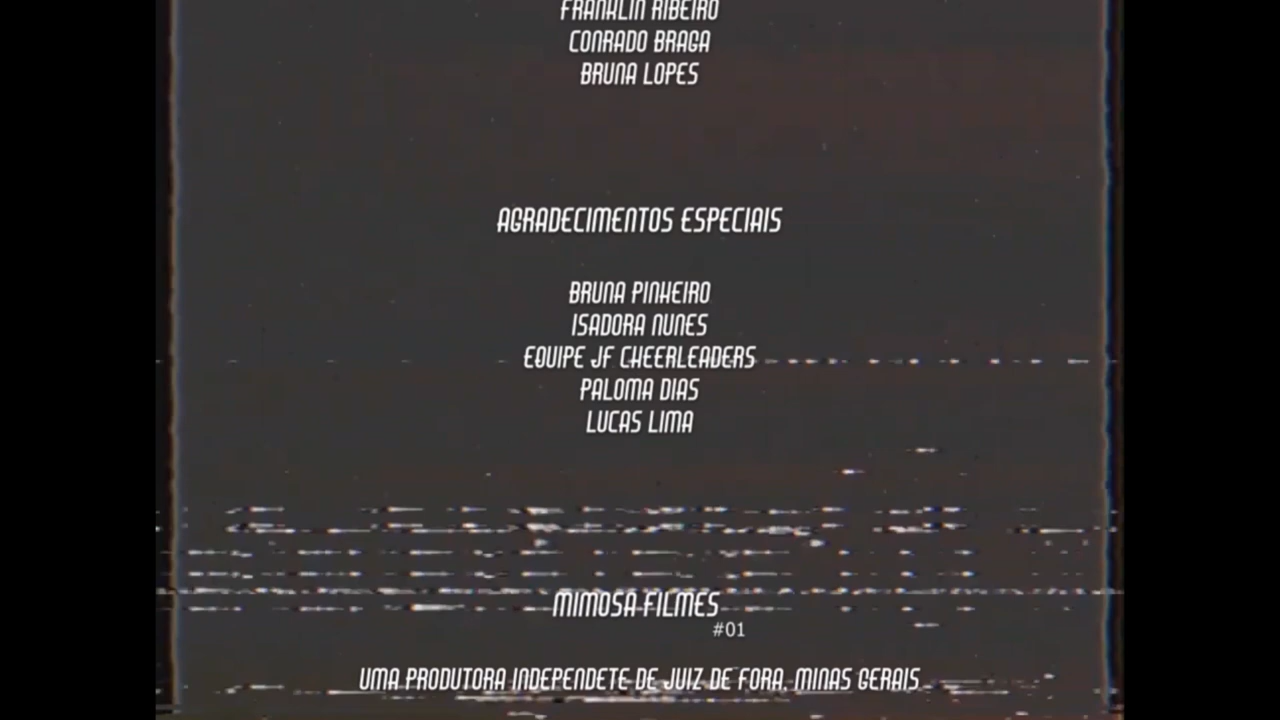 FRANKLIN RIBEIRO
CONRADO BRAGA
BRUNA LOPES
AGRADECIMENTOS ESPECIAIS
BRUNA PINHEIRO
ISADORA NUNES
EQUIPE JF CHEERLEADERS
PALOMA DIAS
LUCAS LIMA
MIMOSA FILMES
#01
UMA PRODUTORA INDEPENDETE DE JUIZ DE FORA, MINAS GERAIS